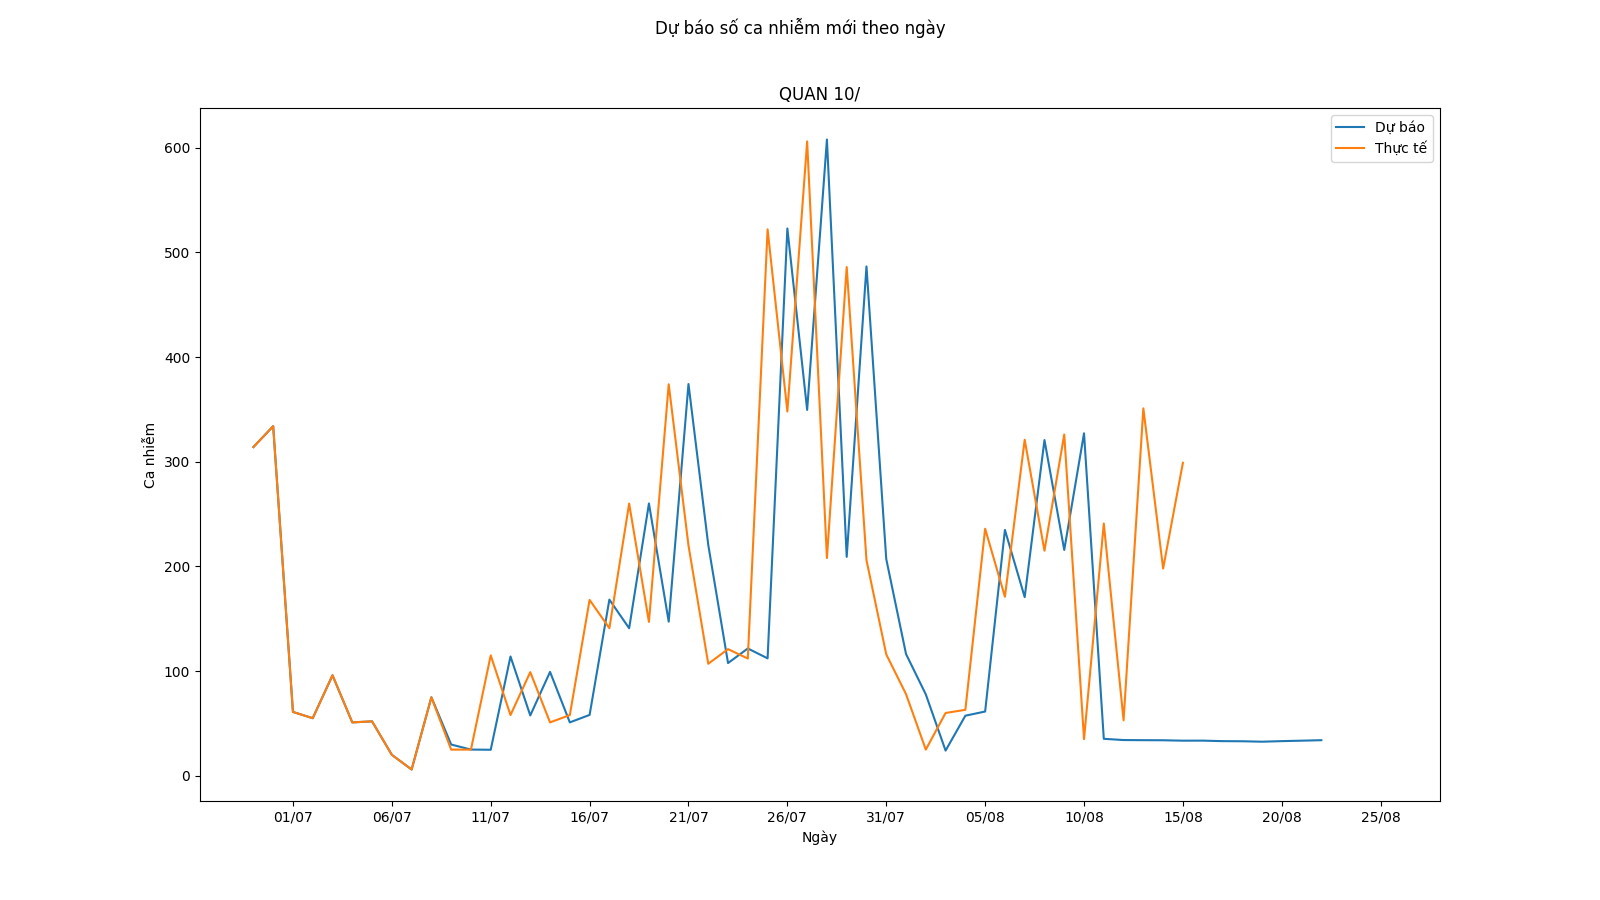 Dự báo số ca nhiễm mới theo ngày
QUAN 10/
Dự báo
Thực tế
600
500
400
300
200
100
0
Ca nhiễm
01/07 06/07 11/07 16/07 21/07 26/07 31/07 05/08 10/08 15/08 20/08 25/08
Ngày